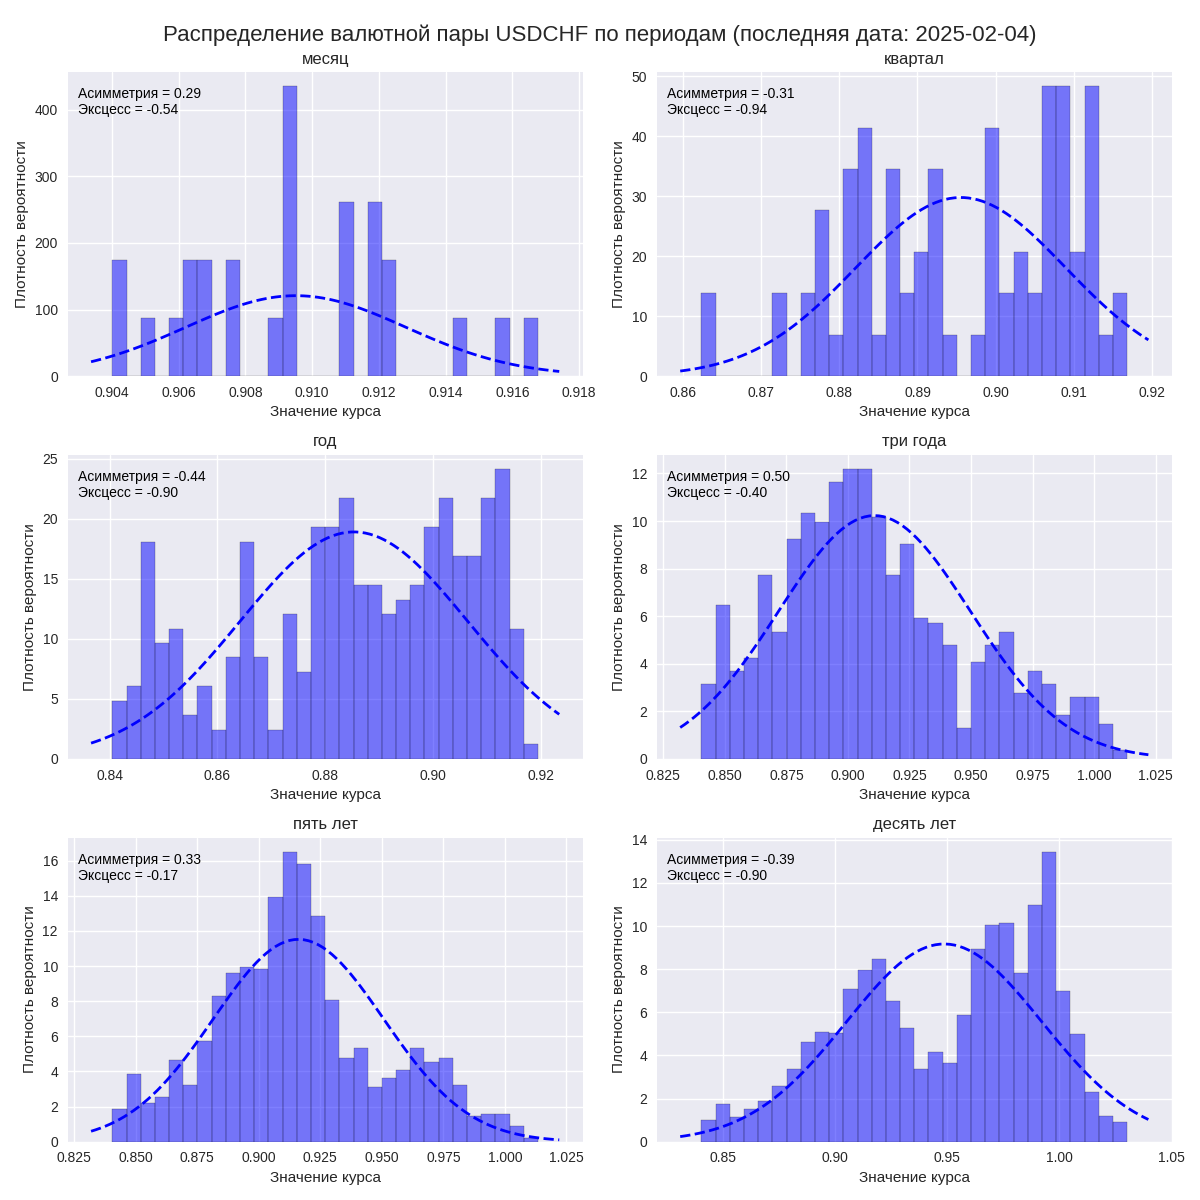 Распределение валютной пары USDCHF по периодам (последняя дата: 2025-02-04)
месяц
Асимметрия = 0.29
Эксцесс = -0.54
Плотность вероятности
400
300
200
100
0
0.904 0.906 0.908 0.910 0.912 0.914 0.916 0.918
Значение курса
квартал
Асимметрия = -0.31
Эксцесс = -0.94
Плотность вероятности
50
40
30
20
10
0
0.86 0.87 0.88 0.89 0.90 0.91 0.92
Значение курса
год
Асимметрия = -0.44
Эксцесс = -0.90
Плотность вероятности
25
20
15
10
5
0
0.84 0.86 0.88 0.90 0.92
Значение курса
три года
Асимметрия = 0.50
Эксцесс = -0.40
Плотность вероятности
12
10
8
6
4
2
0
0.825 0.850 0.875 0.900 0.925 0.950 0.975 1.000 1.025
Значение курса
пять лет
Асимметрия = 0.33
Эксцесс = -0.17
Плотность вероятности
16
14
12
10
8
6
4
2
0
0.825 0.850 0.875 0.900 0.925 0.950 0.975 1.000 1.025
Значение курса
десять лет
Асимметрия = -0.39
Эксцесс = -0.90
Плотность вероятности
14
12
10
8
6
4
2
0
0.85 0.90 0.95 1.00 1.05
Значение курса